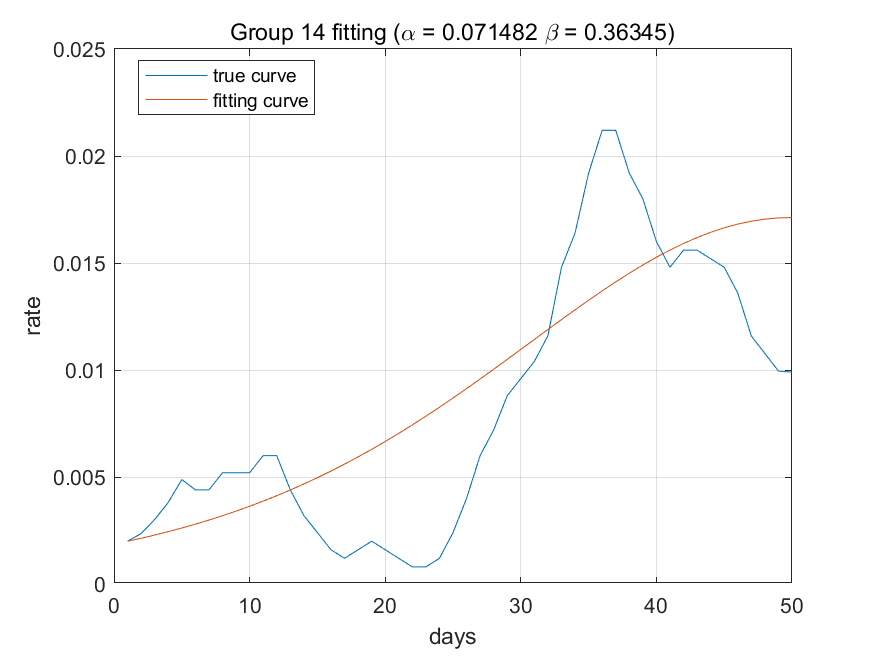 Group 14 fitting (α = 0.071482 β = 0.36345)
true curve
fitting curve
0.025
0.02
0.015
0.01
0.005
0
rate
0 10 20 30 40 50
days